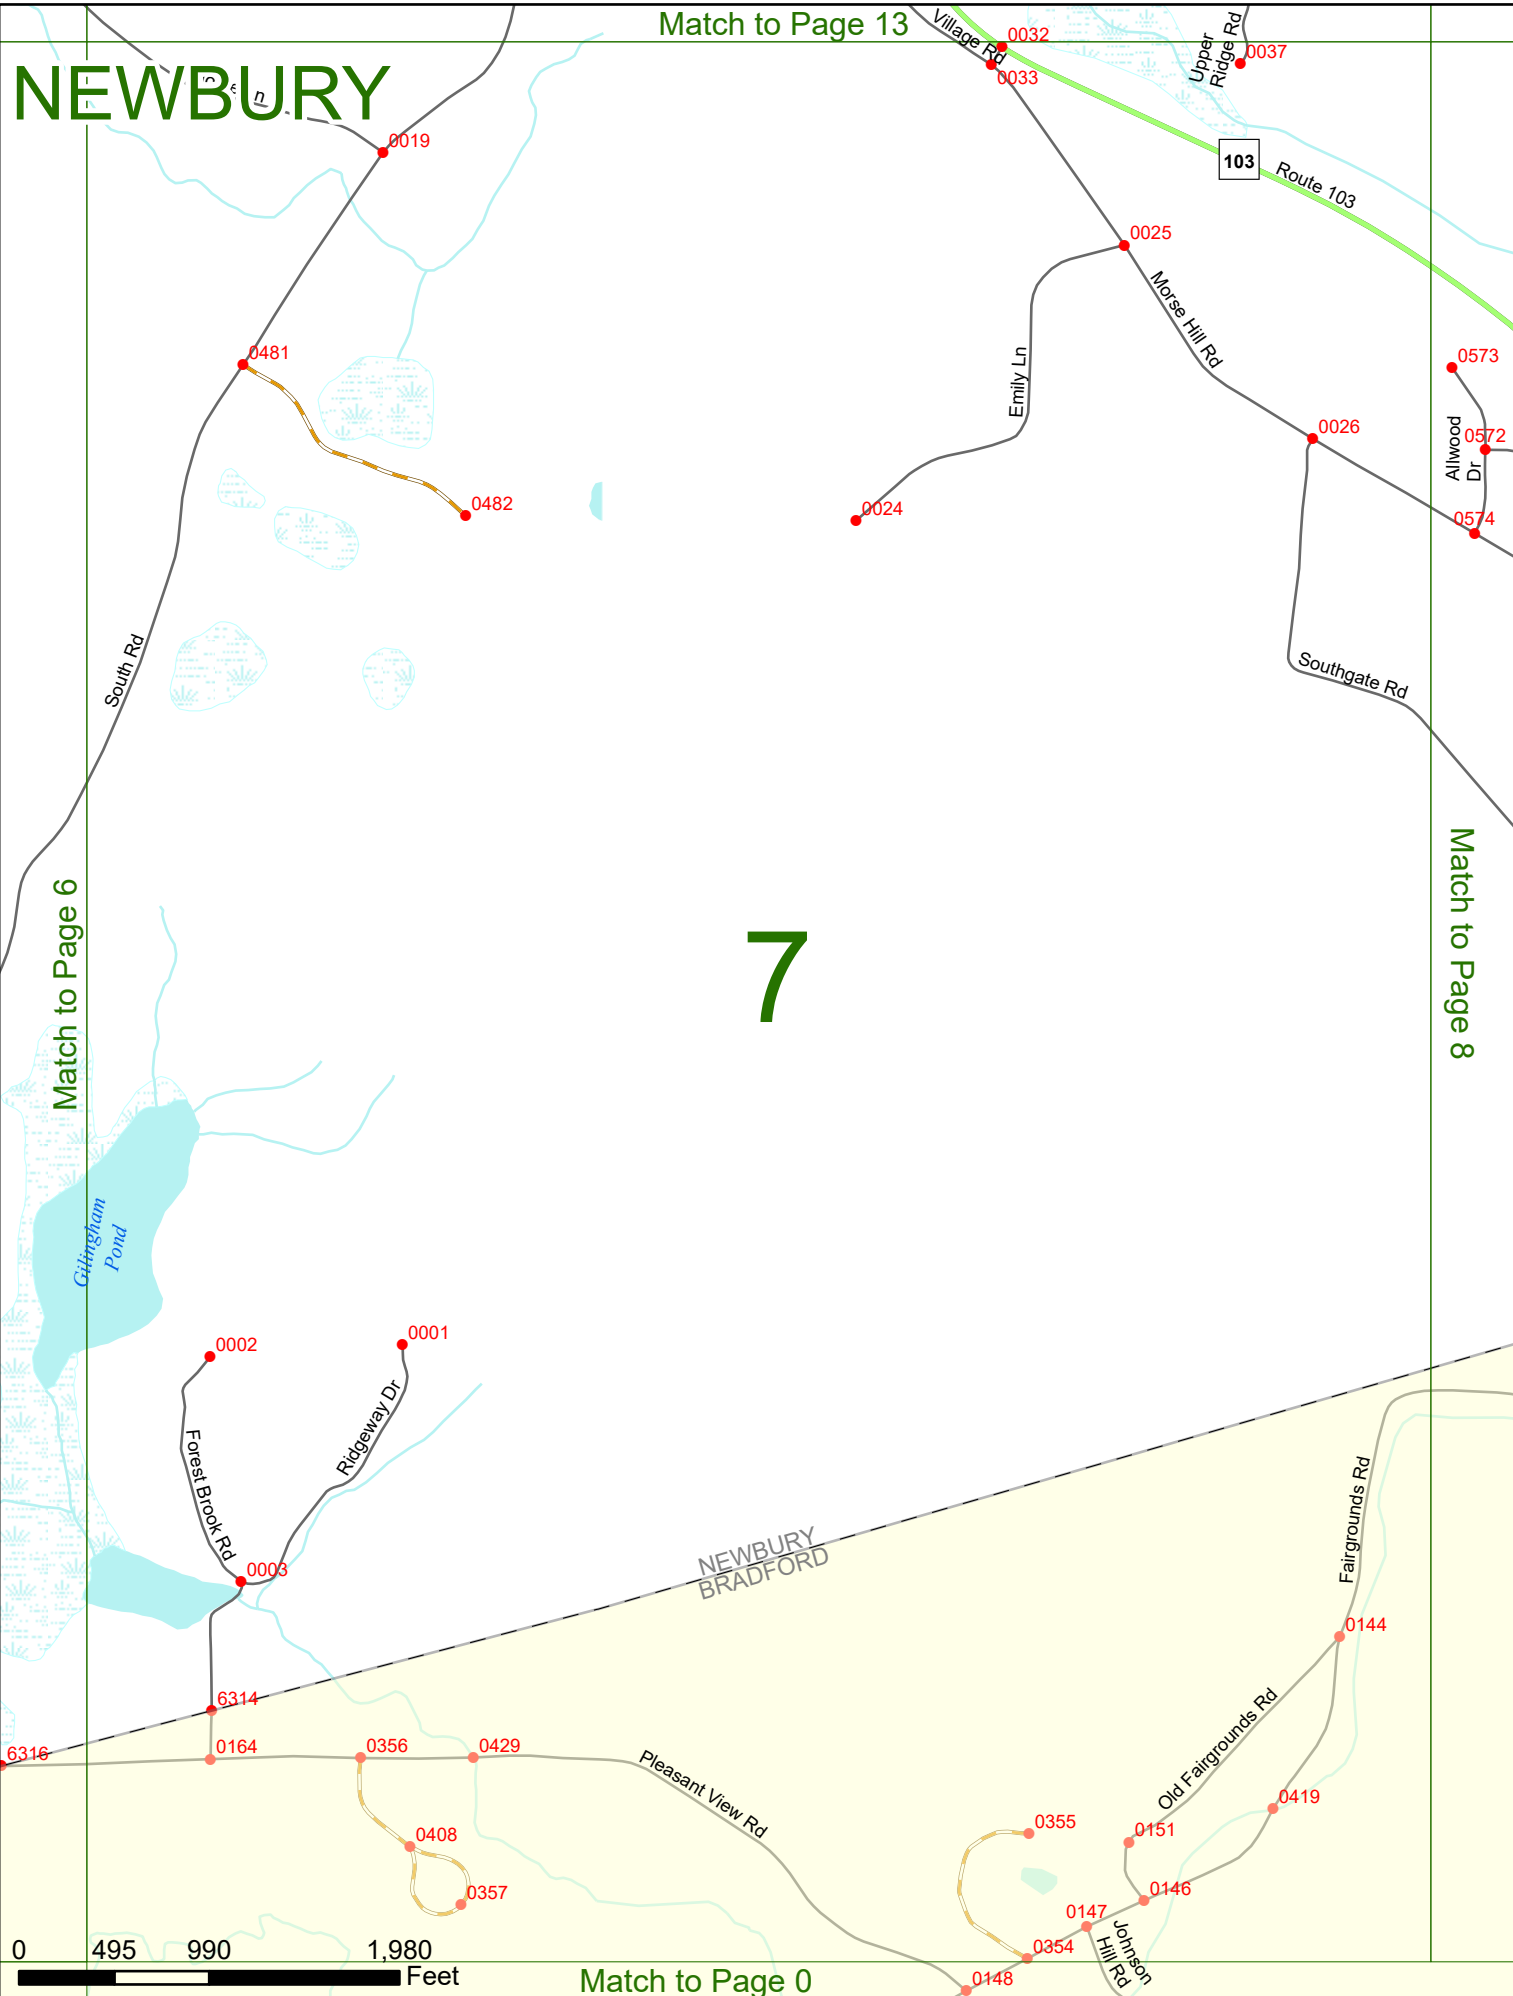 Match to Page 13
NEWBURY
Village Rd
0032
0033
Upper
Ridge Rd
0037
0019
103
Route 103
0025
Morse Hill Rd
0481
Emily Ln
0573
0026
Allwood
Dr
0572
0482
0024
0574
South Rd
Southgate Rd
Match to Page 6
7
Match to Page 8
Gilingham
Pond
0002
0001
Forest Brook Rd
Ridgeway Dr
0003
NEWBURY
BRADFORD
Fairgrounds Rd
0144
6314
6316
0164
0356
0429
Pleasant View Rd
Old Fairgrounds Rd
0419
0408
0355
0151
0357
0146
0147
Johnson
Hill Rd
0354
0148
0 495 990 1,980
Feet
Match to Page 0